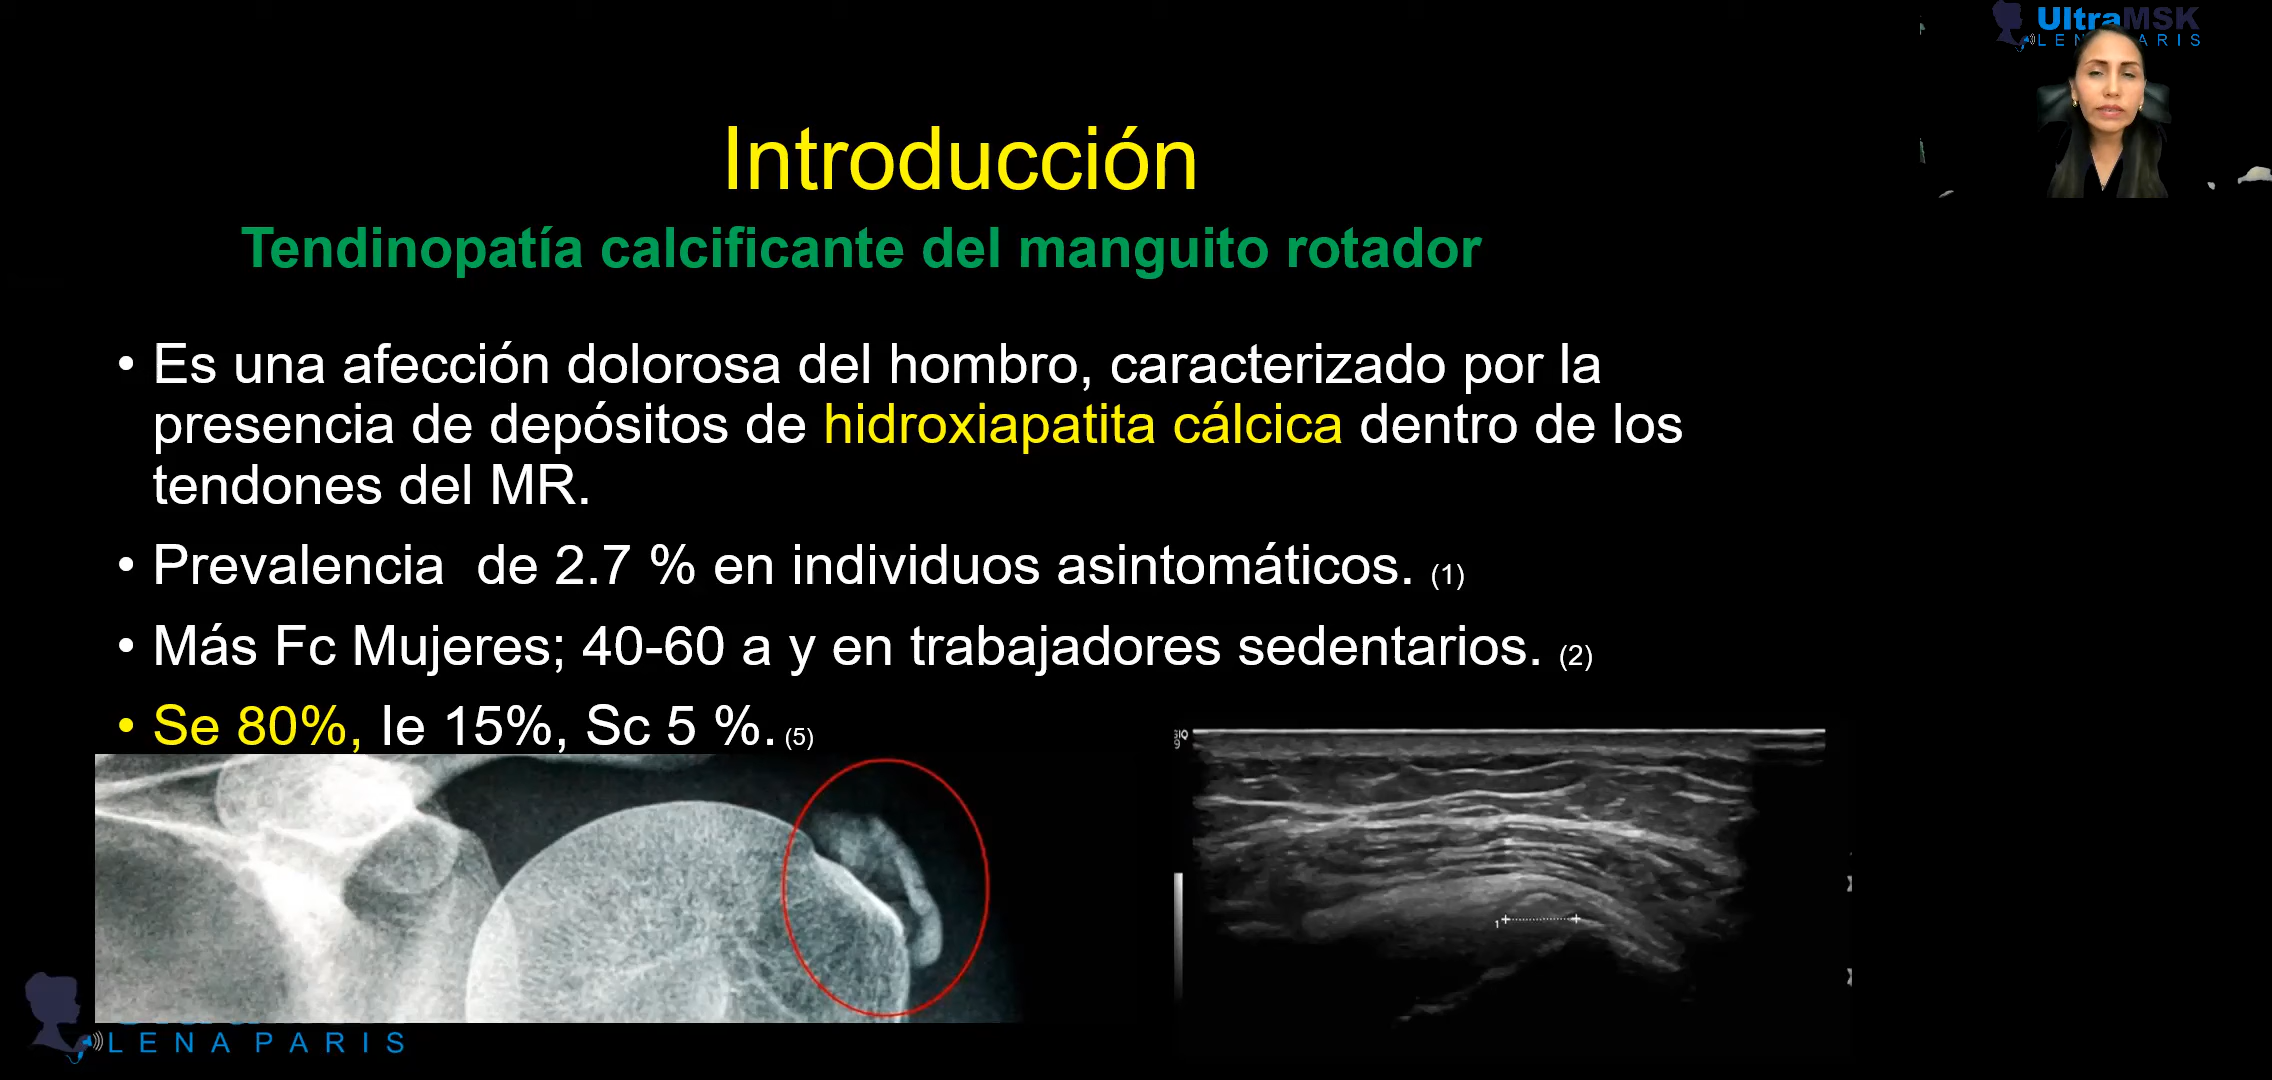 UltraMSK
Introducción
Tendinopatía calcificante del manguito rotador
• Es una afección dolorosa del hombro, caracterizado por la
presencia de depósitos de hidroxiapatita cálcica dentro de los
tendones del MR.
• Prevalencia de 2.7 % en individuos asintomáticos. (1)
• Más Fc Mujeres; 40-60 a y en trabajadores sedentarios. (2)
• Se 80%, Ie 15%, Sc 5 %. (5)
1
LENA PARIS